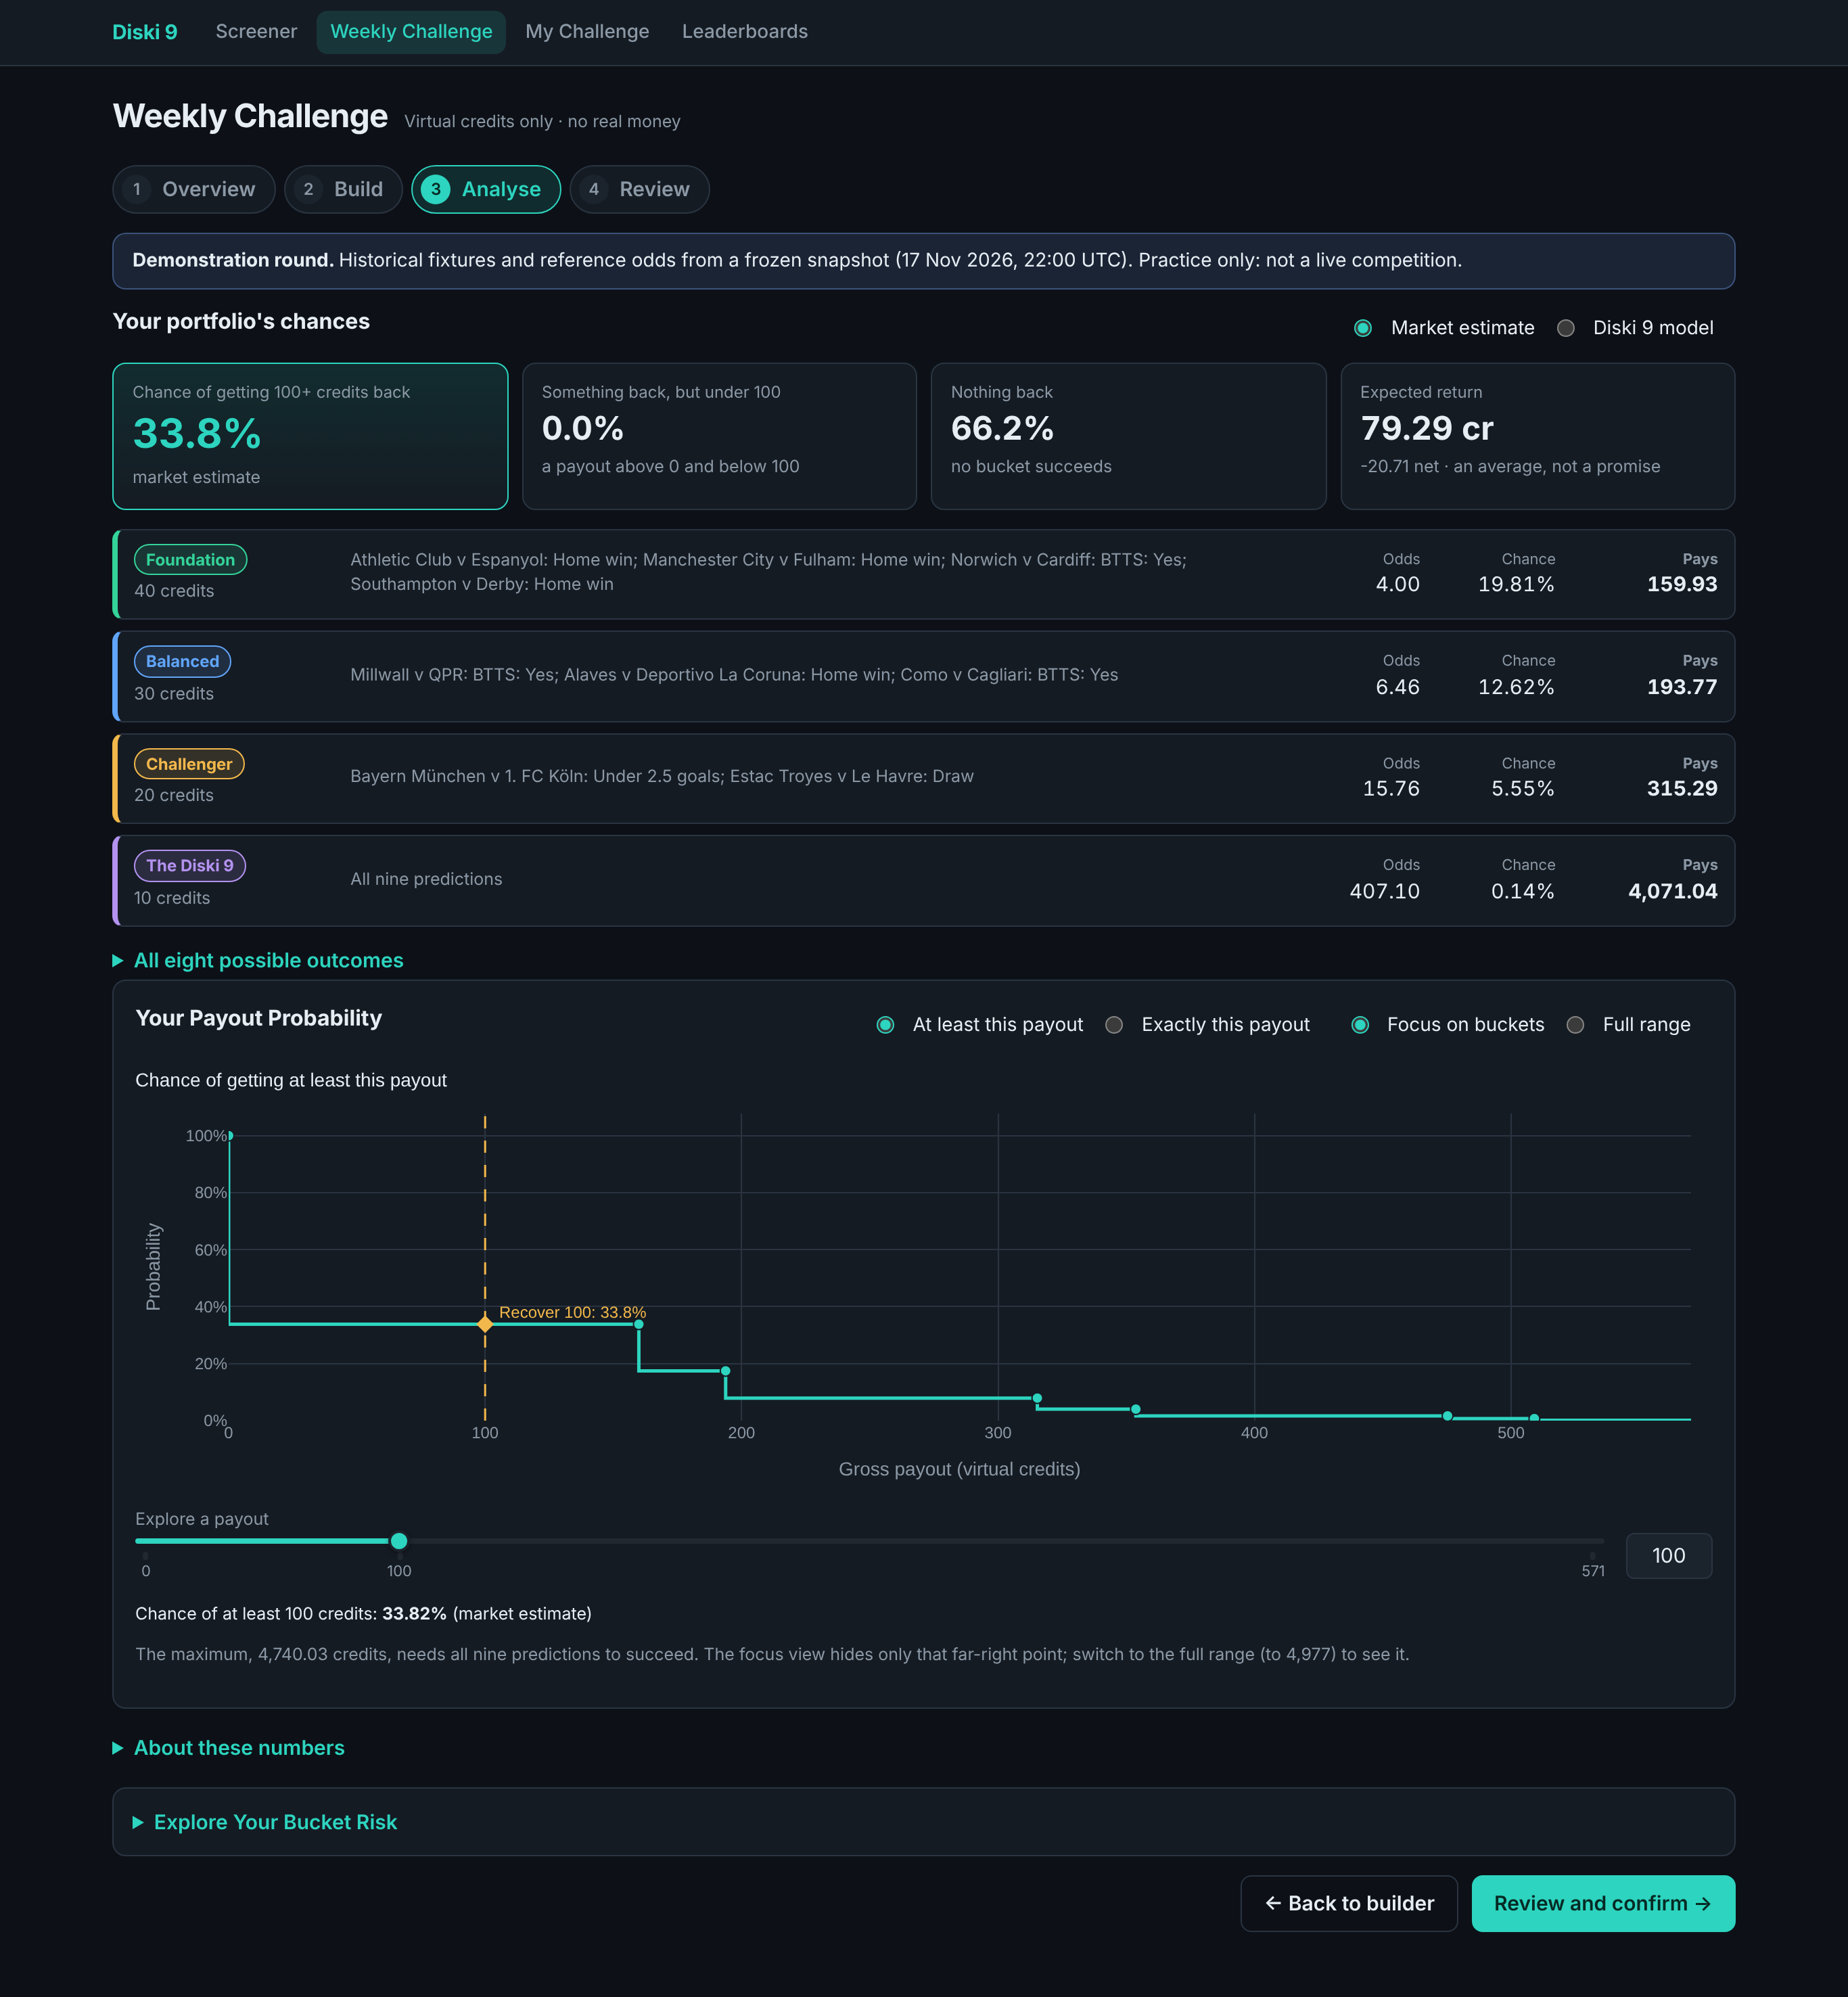 Diski 9 Screener Weekly Challenge My Challenge Leaderboards
Weekly Challenge Virtual credits only · no real money
1 Overview 2 Build 3 Analyse 4 Review
Demonstration round. Historical fixtures and reference odds from a frozen snapshot (17 Nov 2026, 22:00 UTC). Practice only: not a live competition.
Your portfolio's chances
Market estimate Diski 9 model
Chance of getting 100+ credits back
33.8%
market estimate
Something back, but under 100
0.0%
a payout above 0 and below 100
Nothing back
66.2%
no bucket succeeds
Expected return
79.29 cr
-20.71 net · an average, not a promise
Foundation
40 credits
Athletic Club v Espanyol: Home win; Manchester City v Fulham: Home win; Norwich v Cardiff: BTTS: Yes;
Southampton v Derby: Home win
Odds Chance Pays
4.00 19.81% 159.93
Balanced
30 credits
Millwall v QPR: BTTS: Yes; Alaves v Deportivo La Coruna: Home win; Como v Cagliari: BTTS: Yes
Odds Chance Pays
6.46 12.62% 193.77
Challenger
20 credits
Bayern München v 1. FC Köln: Under 2.5 goals; Estac Troyes v Le Havre: Draw
Odds Chance Pays
15.76 5.55% 315.29
The Diski 9
10 credits
All nine predictions
Odds Chance Pays
407.10 0.14% 4,071.04
All eight possible outcomes
Your Payout Probability
At least this payout Exactly this payout Focus on buckets Full range
Chance of getting at least this payout
Probability
100%
80%
60%
40%
20%
0%
Recover 100: 33.8%
0 100 200 300 400 500
Gross payout (virtual credits)
Explore a payout
0 100 571
100
Chance of at least 100 credits: 33.82% (market estimate)
The maximum, 4,740.03 credits, needs all nine predictions to succeed. The focus view hides only that far-right point; switch to the full range (to 4,977) to see it.
About these numbers
Explore Your Bucket Risk
← Back to builder
Review and confirm →